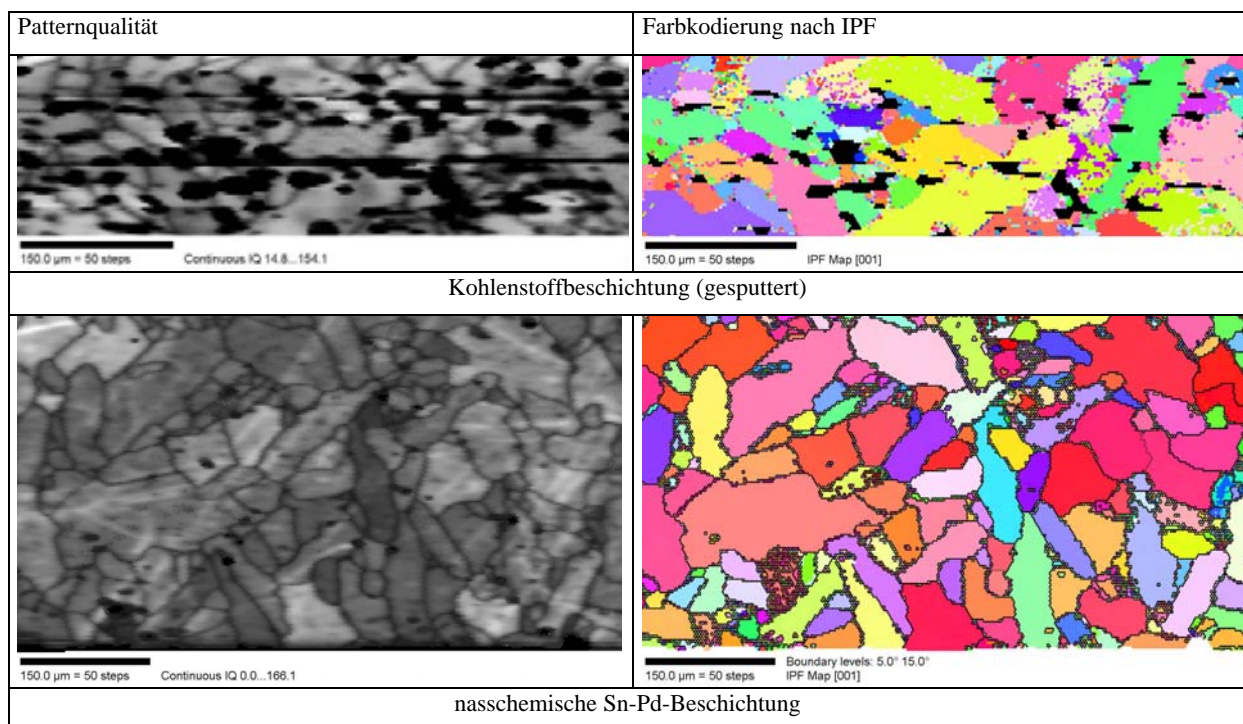 Patternqualität
Farbkodierung nach IPF
150.0 µm = 50 steps Continuous IQ 14.8...154.1
150.0 µm = 50 steps IPF Map [001]
Kohlenstoffbeschichtung (gesputtert)
150.0 µm = 50 steps Continuous IQ 0.0...166.1
Boundary levels: 5.0° 15.0°
150.0 µm = 50 steps IPF Map [001]
nasschemische Sn-Pd-Beschichtung